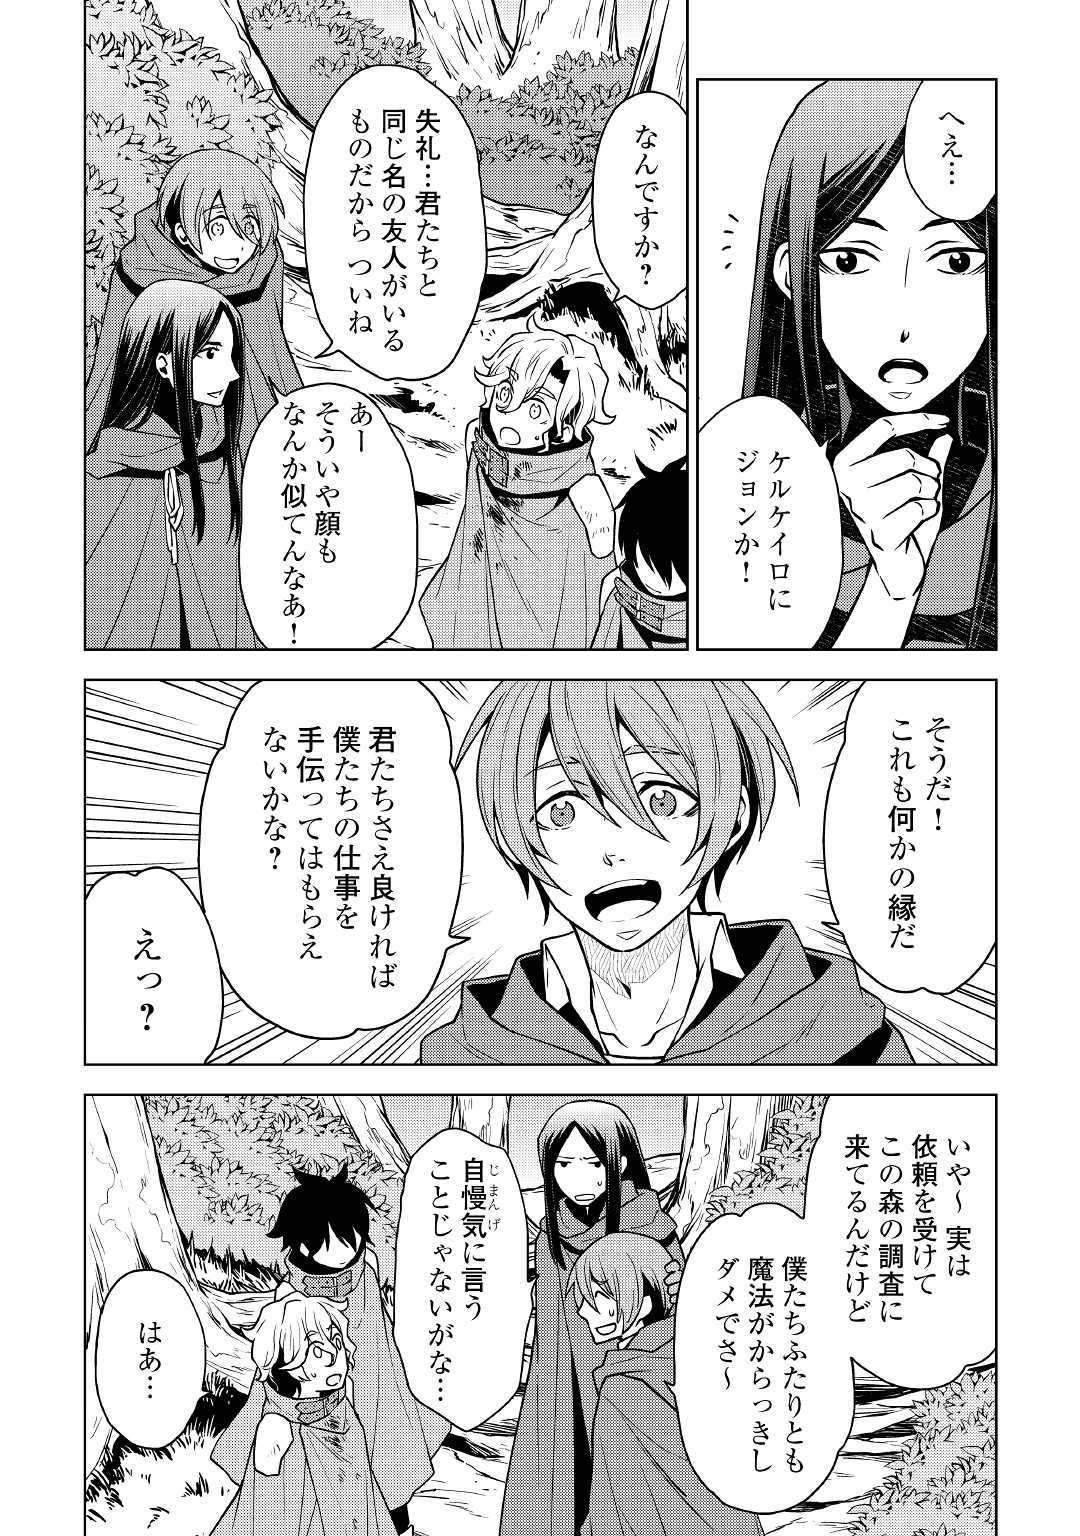 へえ…
ケルケイロに
ジョンか！
なんですか？
失礼…君たちと
同じ名の友人がいる
ものだから ついね
あー
そういや顔も
なんか似てんなあ！
そうだ！
これも何かの縁だ
君たちさえ良ければ
僕たちの仕事を
手伝ってはもらえ
ないかな？
えっ？
いや～ 実は
依頼を受けて
この森の調査に
来てるんだけど
僕たちふたりとも
魔法がからっきし
ダメでさ～
自慢気に言う
じまんげ
ことじゃないがな…
はあ…